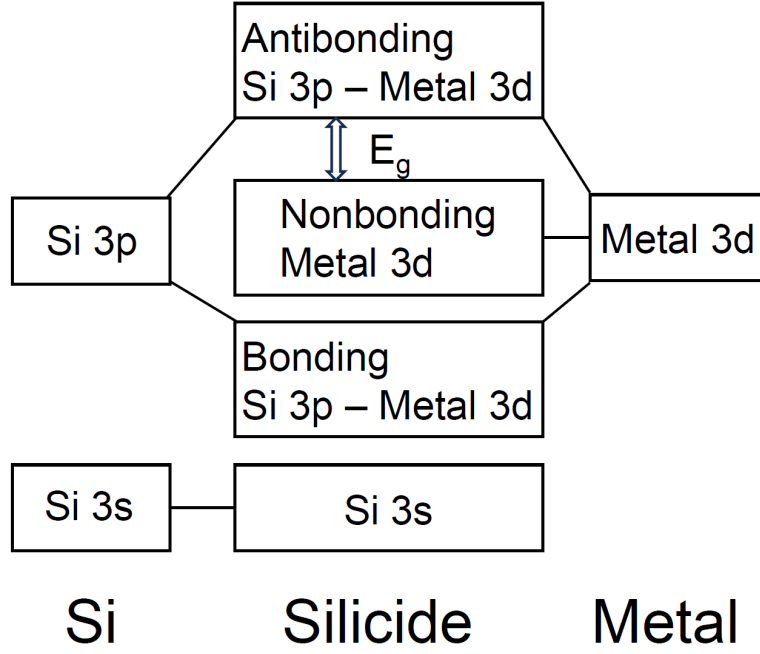 Antibonding
Si 3p – Metal 3d
E_g
Si 3p
Nonbonding
Metal 3d
Metal 3d
Bonding
Si 3p – Metal 3d
Si 3s
Si 3s
Si
Silicide
Metal